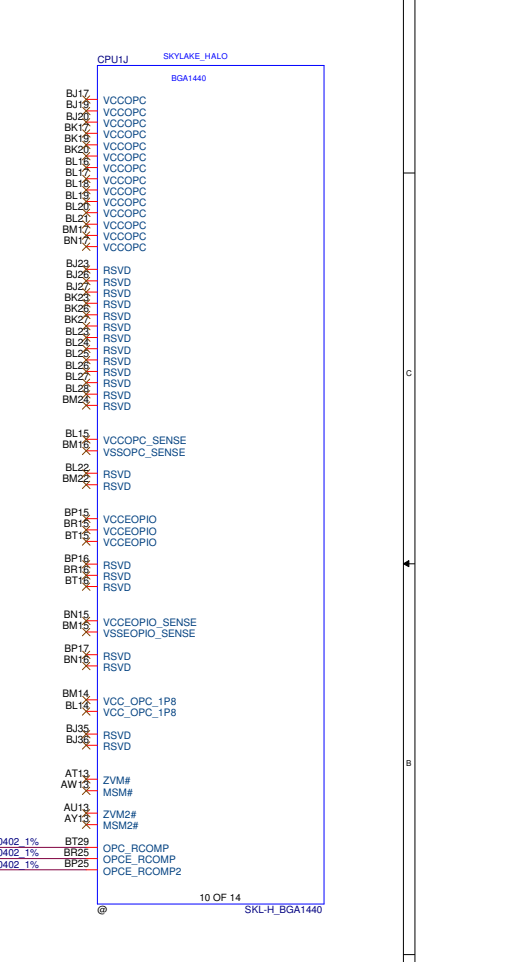 CPU1J SKYLAKE_HALO
BGA1440
BJ17 VCCOPC
BJ19 VCCOPC
BJ20 VCCOPC
BK17 VCCOPC
BK19 VCCOPC
BK20 VCCOPC
BL16 VCCOPC
BL17 VCCOPC
BL18 VCCOPC
BL19 VCCOPC
BL20 VCCOPC
BL21 VCCOPC
BM17 VCCOPC
BN17 VCCOPC
BJ23 RSVD
BJ26 RSVD
BJ27 RSVD
BK23 RSVD
BK26 RSVD
BK27 RSVD
BL23 RSVD
BL24 RSVD
BL25 RSVD
BL26 RSVD
BL27 RSVD
BL28 RSVD
BM24 RSVD
C
BL15 VCCOPC_SENSE
BM16 VSSOPC_SENSE
BL22 RSVD
BM22 RSVD
BP15 VCCEOPIO
BR15 VCCEOPIO
BT15 VCCEOPIO
BP16 RSVD
BR16 RSVD
BT16 RSVD
BN15 VCCEOPIO_SENSE
BM15 VSSEOPIO_SENSE
BP17 RSVD
BN16 RSVD
BM14 VCC_OPC_1P8
BL14 VCC_OPC_1P8
BJ35 RSVD
BJ36 RSVD
B
AT13 ZVM#
AW13 MSM#
AU13 ZVM2#
AY13 MSM2#
0402_1% BT29 OPC_RCOMP
0402_1% BR25 OPCE_RCOMP
0402_1% BP25 OPCE_RCOMP2
10 OF 14
@ SKL-H_BGA1440